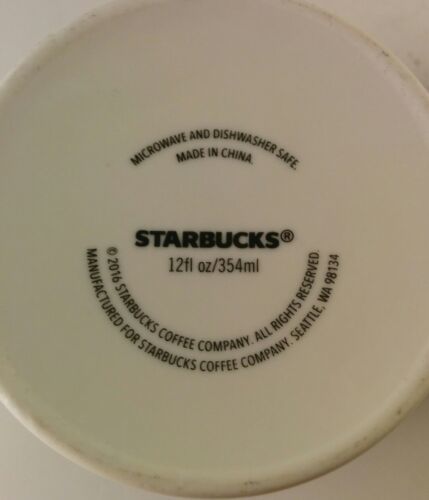 MICROWAVE AND DISHWASHER SAFE.
MADE IN CHINA.
STARBUCKS®
12fl oz/354ml
© 2016 STARBUCKS COFFEE COMPANY. ALL RIGHTS RESERVED.
MANUFACTURED FOR STARBUCKS COFFEE COMPANY. SEATTLE, WA 98134